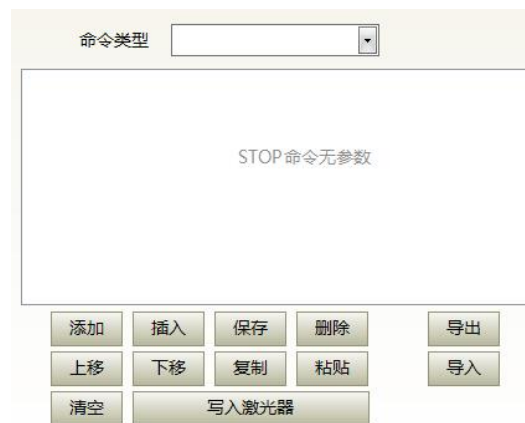 命令类型
STOP命令无参数
添加 插入 保存 删除 导出
上移 下移 复制 粘贴 导入
清空 写入激光器